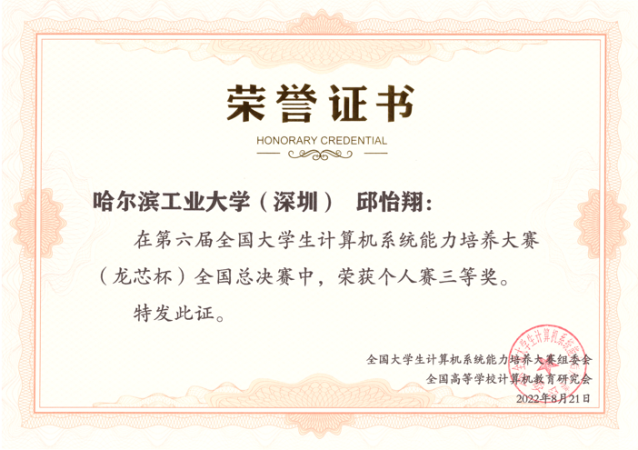 荣誉证书
HONORARY CREDENTIAL
哈尔滨工业大学（深圳） 邱怡翔：
在第六届全国大学生计算机系统能力培养大赛
（龙芯杯）全国总决赛中，荣获个人赛三等奖。
特发此证。
全国大学生计算机系统能力培养大赛组委会
全国高等学校计算机教育研究会
2022年8月21日